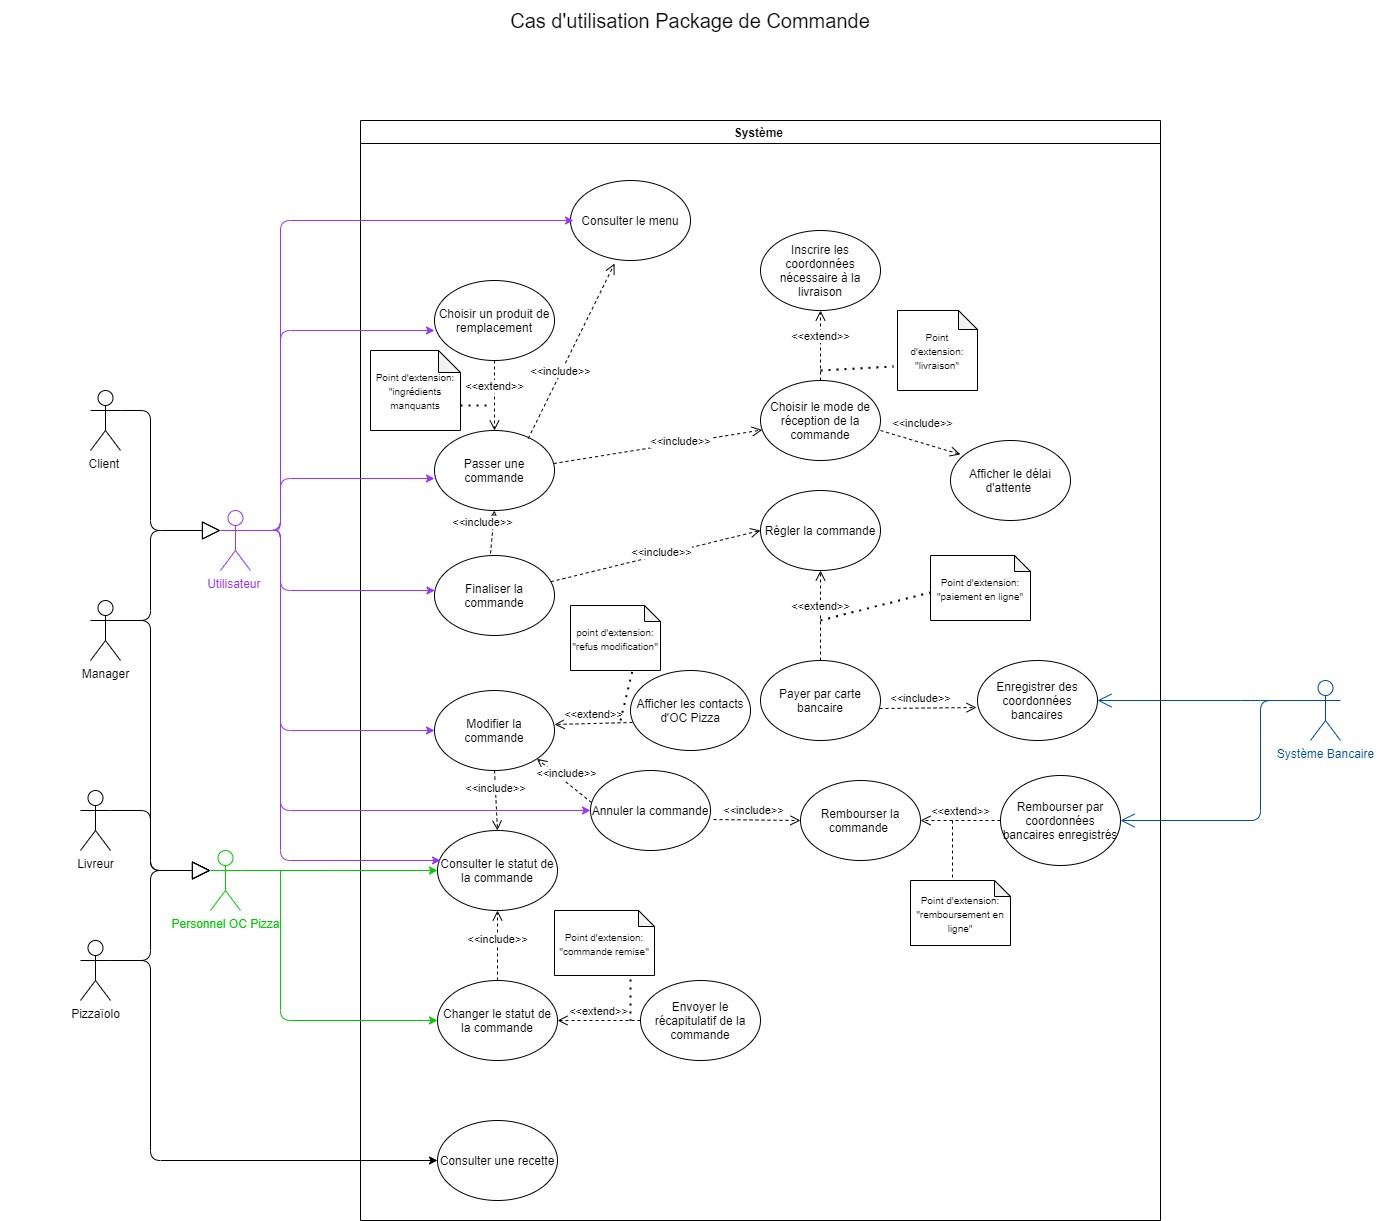 Cas d'utilisation Package de Commande
Système
Consulter le menu
Inscrire les
coordonnées
nécessaire à la
livraison
Choisir un produit de
remplacement
<<extend>>
Point
d'extension:
"livraison"
Point d'extension:
"ingrédients
manquants
<<extend>>
<<include>>
Choisir le mode de
réception de la
commande
<<include>>
<<include>>
Client
Passer une
commande
Afficher le délai
d'attente
<<include>>
Régler la commande
<<include>>
Utilisateur
Finaliser la
commande
Point d'extension:
"paiement en ligne"
<<extend>>
point d'extension:
"refus modification"
Manager
Afficher les contacts
d'OC Pizza
Payer par carte
bancaire
<<include>>
Enregistrer des
coordonnées
bancaires
Modifier la
commande
<<extend>>
Système Bancaire
<<include>>
<<include>>
Annuler la commande
<<include>>
Rembourser la
commande
<<extend>>
Rembourser par
coordonnées
bancaires enregistrés
Livreur
Consulter le statut de
la commande
Personnel OC Pizza
Point d'extension:
"remboursement en
ligne"
<<include>>
Point d'extension:
"commande remise"
Pizzaïolo
Changer le statut de
la commande
<<extend>>
Envoyer le
récapitulatif de la
commande
Consulter une recette